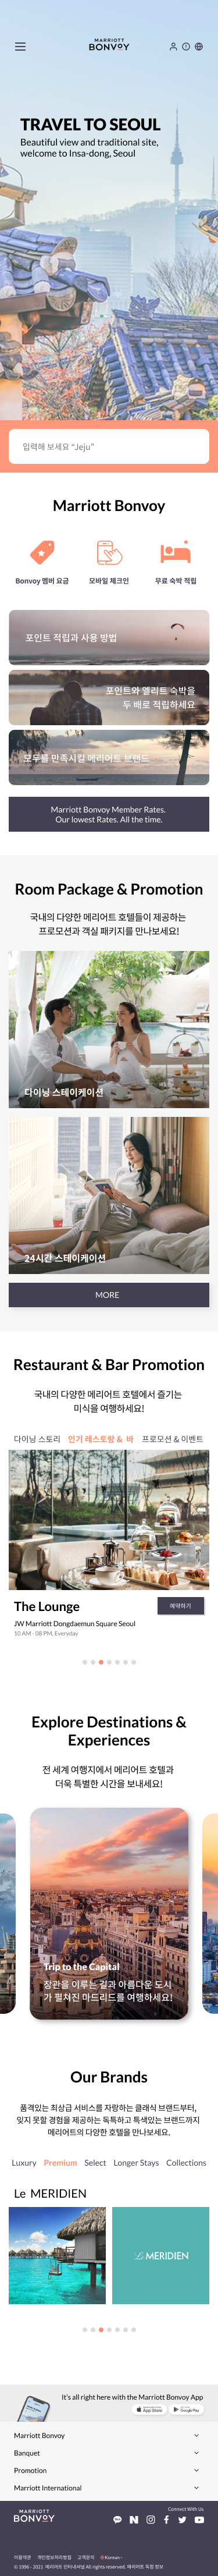 MARRIOTT
BONVOY
TRAVEL TO SEOUL
Beautiful view and traditional site,
welcome to Insa-dong, Seoul
입력해 보세요 “Jeju”
Marriott Bonvoy
Bonvoy 멤버 요금
모바일 체크인
무료 숙박 적립
포인트 적립과 사용 방법
포인트와 엘리트 숙박을
두 배로 적립하세요
모두를 만족시킬 메리어트 브랜드
Marriott Bonvoy Member Rates.
Our lowest Rates. All the time.
Room Package & Promotion
국내의 다양한 메리어트 호텔들이 제공하는
프로모션과 객실 패키지를 만나보세요!
다이닝 스테이케이션
24시간 스테이케이션
MORE
Restaurant & Bar Promotion
국내의 다양한 메리어트 호텔에서 즐기는
미식을 여행하세요!
다이닝 스토리 인기 레스토랑 & 바 프로모션 & 이벤트
The Lounge
예약하기
JW Marriott Dongdaemun Square Seoul
10 AM - 08 PM, Everyday
Explore Destinations &
Experiences
전 세계 여행지에서 메리어트 호텔과
더욱 특별한 시간을 보내세요!
Trip to the Capital
장관을 이루는 길과 아름다운 도시
가 펼쳐진 마드리드를 여행하세요!
Our Brands
품격있는 최상급 서비스를 자랑하는 클래식 브랜드부터,
잊지 못할 경험을 제공하는 독특하고 특색있는 브랜드까지
메리어트의 다양한 호텔을 만나보세요.
Luxury Premium Select Longer Stays Collections
Le MERIDIEN
Le MERIDIEN
It's all right here with the Marriott Bonvoy App
App Store
Google Play
Marriott Bonvoy
Banquet
Promotion
Marriott International
MARRIOTT
BONVOY
Connect With Us
이용약관 개인정보처리방침 고객문의 Korean
© 1996 - 2021 메리어트 인터내셔널 All rights reserved. 메리어트 독점 정보